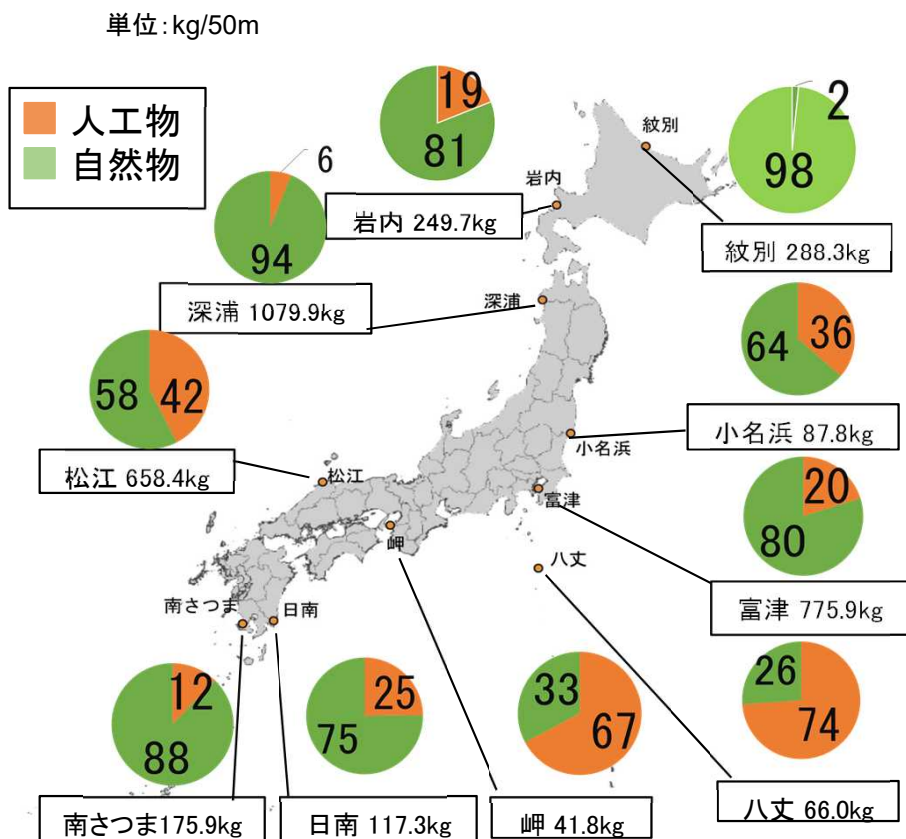 単位:kg/50m
人工物
自然物
19
81
岩内 249.7kg
紋別
2
98
紋別 288.3kg
岩内
6
94
深浦 1079.9kg
深浦
36
64
小名浜 87.8kg
小名浜
58
42
松江 658.4kg
松江
20
80
富津 775.9kg
富津
岬
八丈
南さつま
日南
12
88
南さつま175.9kg
25
75
日南 117.3kg
33
67
岬 41.8kg
26
74
八丈 66.0kg